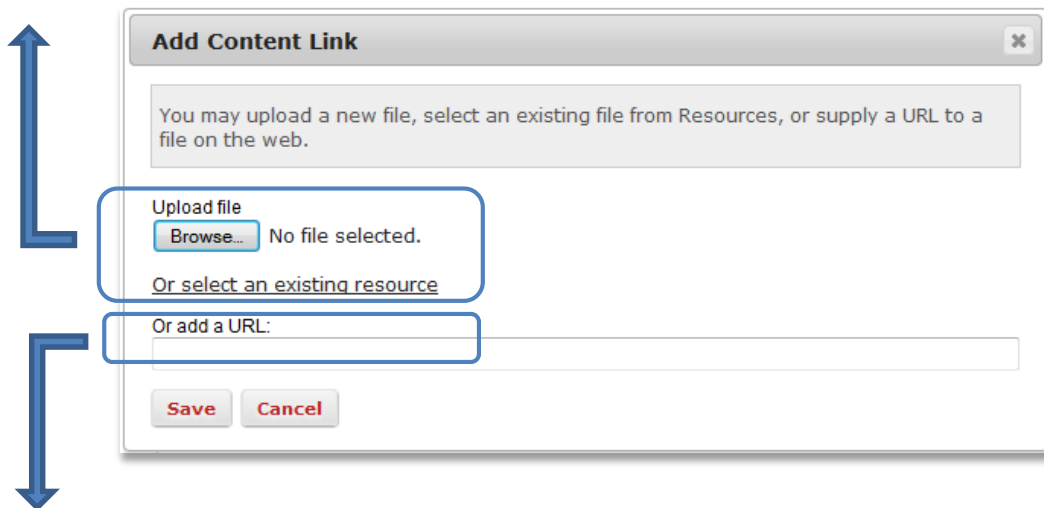 Add Content Link
You may upload a new file, select an existing file from Resources, or supply a URL to a
file on the web.
Upload file
Browse... No file selected.
Or select an existing resource
Or add a URL:
Save Cancel